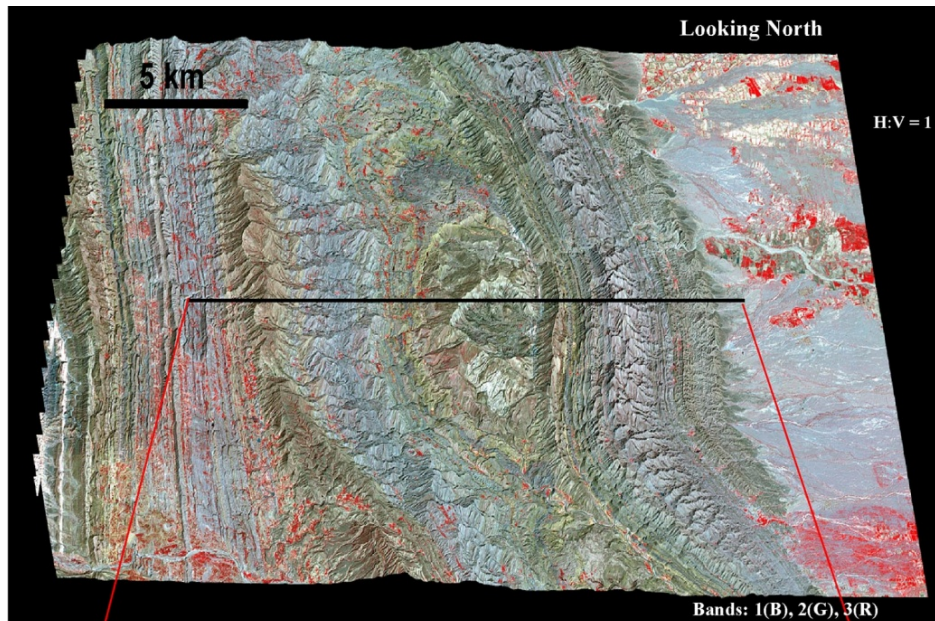 Looking North
5 km
H:V = 1
Bands: 1(B), 2(G), 3(R)